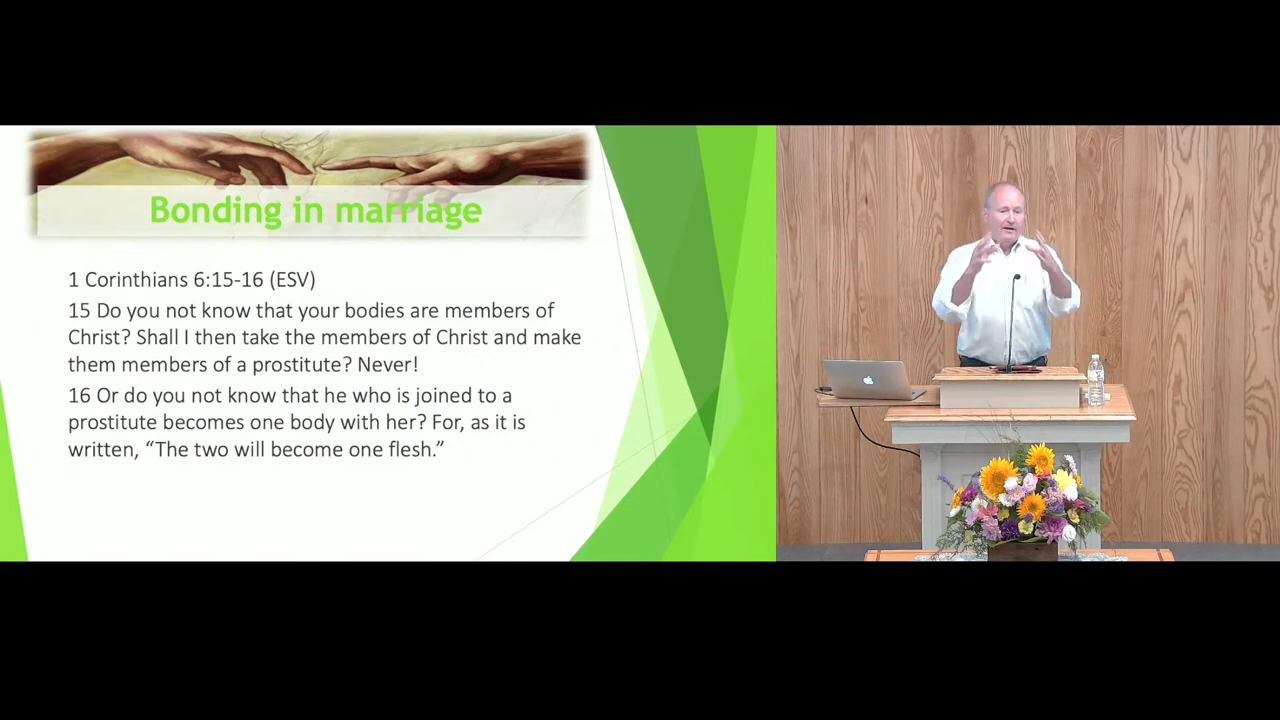 Bonding in marriage
1 Corinthians 6:15-16 (ESV)
15 Do you not know that your bodies are members of
Christ? Shall I then take the members of Christ and make
them members of a prostitute? Never!
16 Or do you not know that he who is joined to a
prostitute becomes one body with her? For, as it is
written, “The two will become one flesh.”